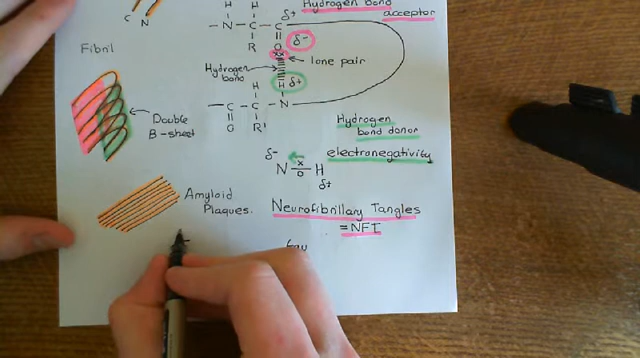 Hydrogen bond
acceptor
H H δ+
N C C
R O
δ-
lone pair
Hydrogen
bond
H H δ+
C C N
O R'
C N
Fibril
Double
B-sheet
Amyloid
Plaques.
Hydrogen
bond donor
electronegativity
δ-
N x H
o δ+
Neurofibrillary Tangles
= NFT
tau